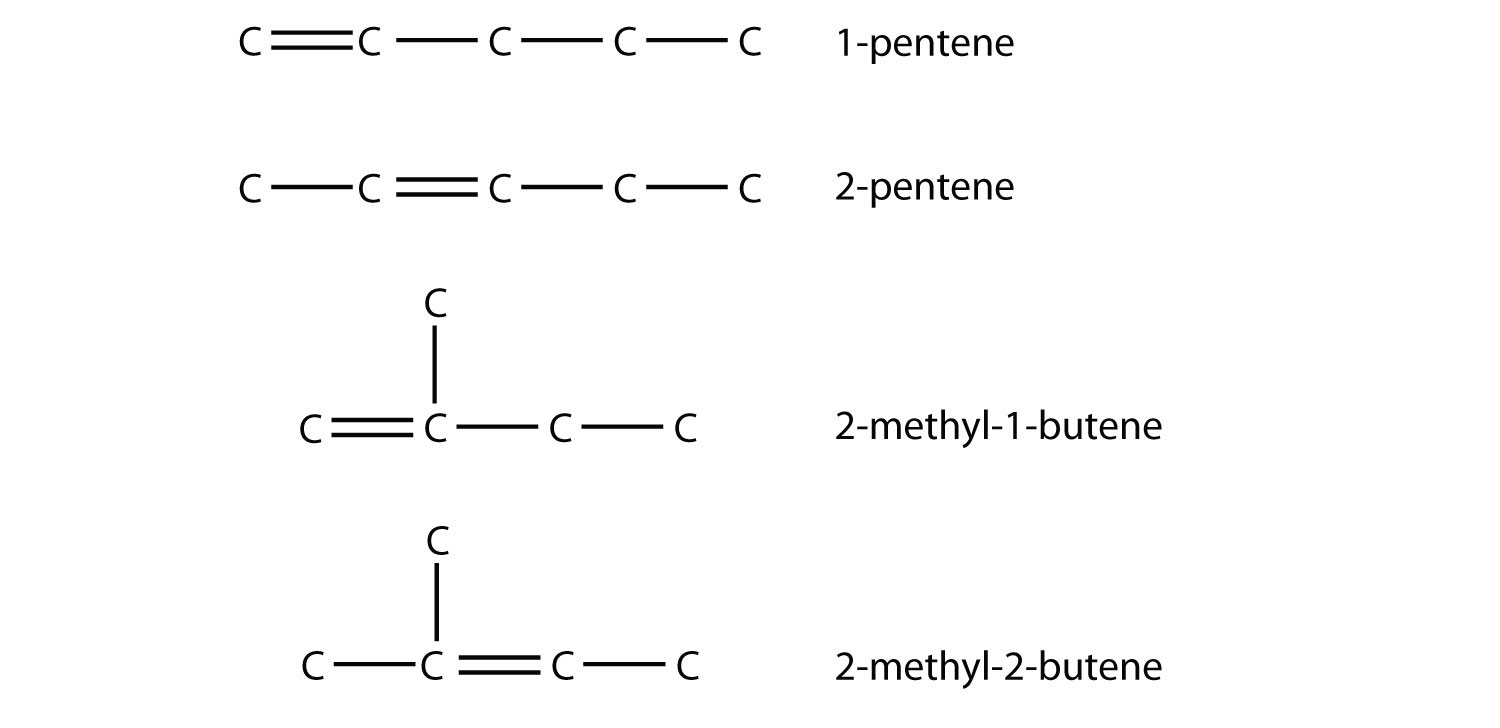 C=C—C—C—C 1-pentene
C—C=C—C—C 2-pentene
C
C=C—C—C 2-methyl-1-butene
C
C—C=C—C 2-methyl-2-butene